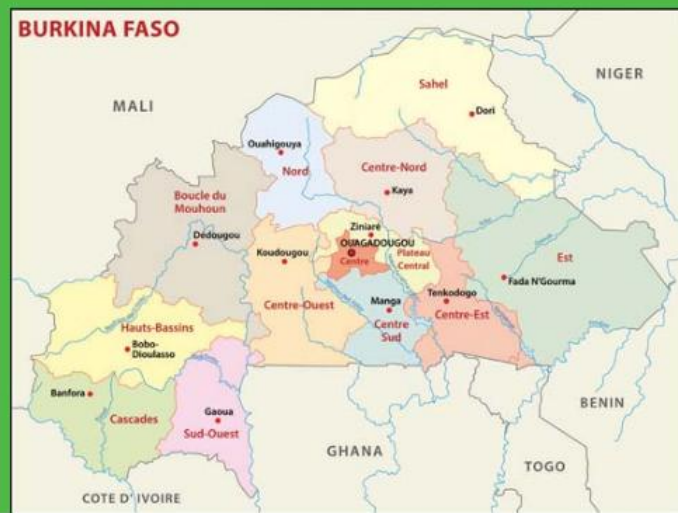 BURKINA FASO
MALI
NIGER
Sahel
Dori
Ouahigouya
Nord
Centre-Nord
Kaya
Boucle du
Mouhoun
Dédougou
Ziniaré
OUAGADOUGOU
Centre
Plateau
Central
Koudougou
Centre-Ouest
Est
Fada N'Gourma
Manga
Centre
Sud
Tenkodogo
Centre-Est
Hauts-Bassins
Bobo-
Dioulasso
Banfora
Cascades
Gaoua
Sud-Ouest
BENIN
GHANA
TOGO
COTE D' IVOIRE